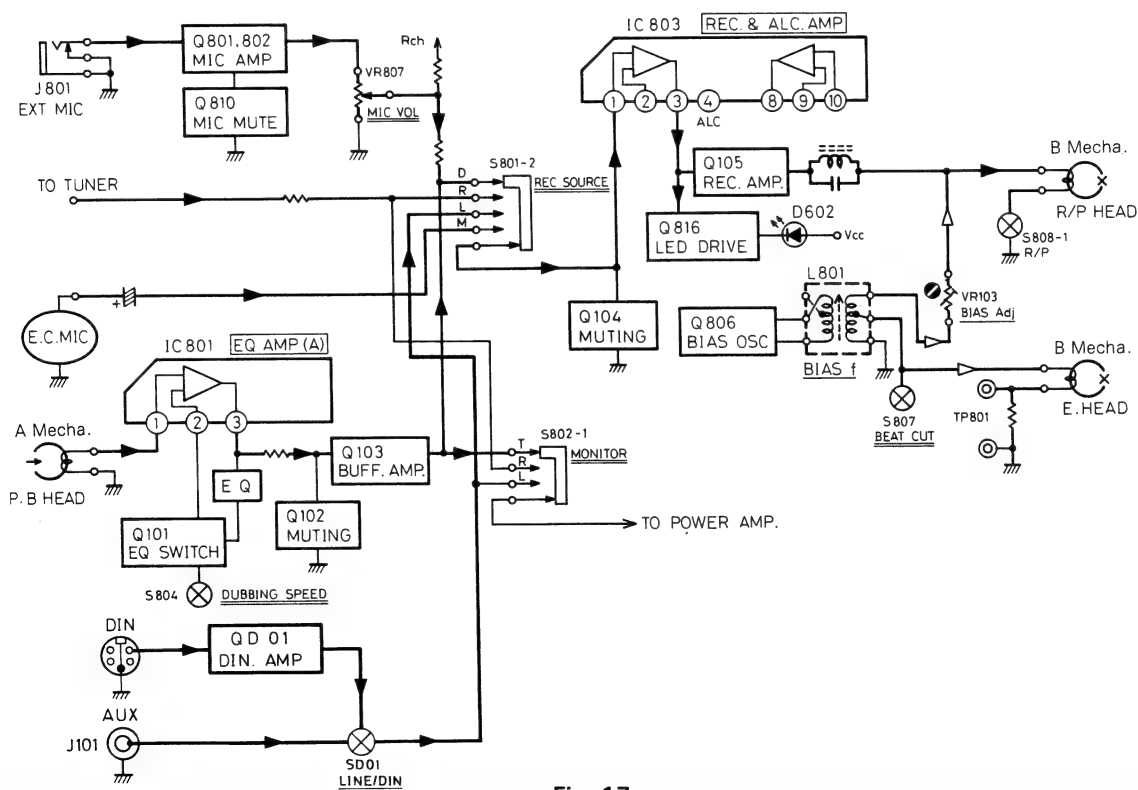 IC 803 REC. & ALC. AMP
1 2 3 4 8 9 10
ALC
J801
EXT MIC
Q801, 802
MIC AMP
Q810
MIC MUTE
VR807
MIC VOL
Rch
TO TUNER
S801-2
REC SOURCE
D
R
L
M
Q105
REC. AMP.
Q816
LED DRIVE
D602
Vcc
B Mecha.
R/P HEAD
S808-1
R/P
E.C.MIC
+
Q104
MUTING
Q806
BIAS OSC
L801
BIAS f
VR103
BIAS Adj
S807
BEAT CUT
TP801
B Mecha.
E. HEAD
IC801 EQ AMP (A)
1 2 3
A Mecha.
P. B HEAD
EQ
Q101
EQ SWITCH
Q102
MUTING
Q103
BUFF. AMP.
S802-1
MONITOR
T
R
L
TO POWER AMP.
S804
DUBBING SPEED
DIN
QD 01
DIN. AMP
AUX
J101
SD01
LINE/DIN